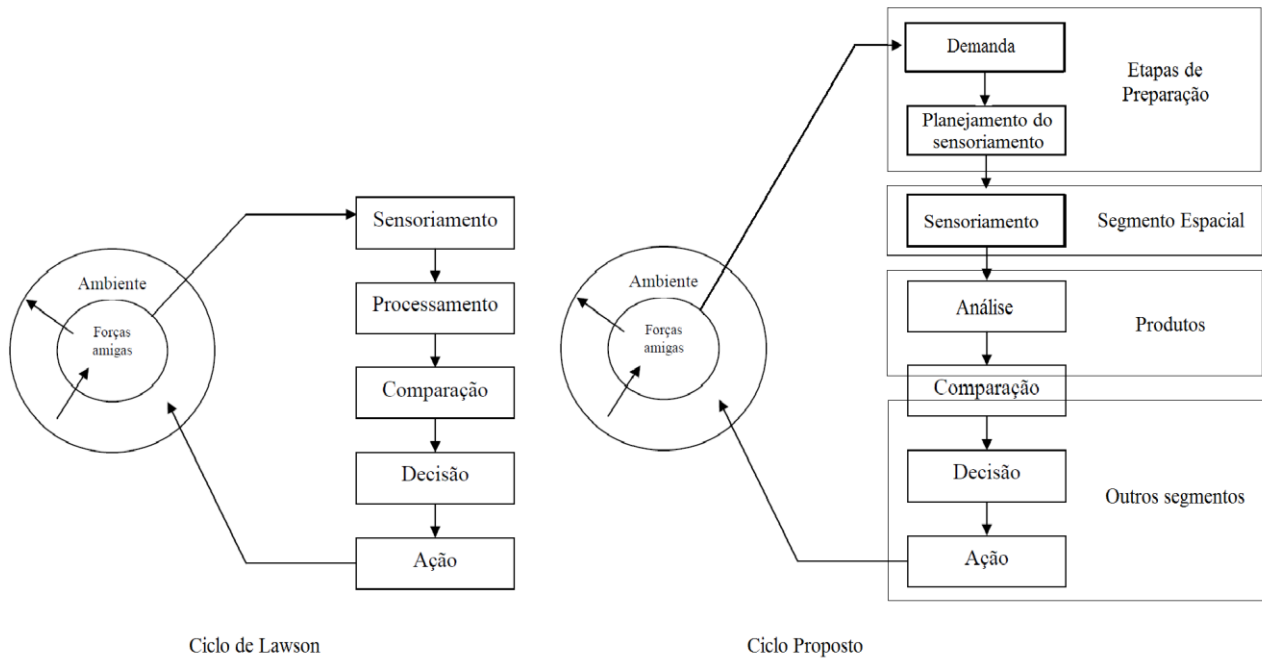 Ambiente
Forças
amigas
Sensoriamento
Processamento
Comparação
Decisão
Ação
Ciclo de Lawson
Ambiente
Forças
amigas
Demanda
Planejamento do
sensoriamento
Etapas de
Preparação
Sensoriamento
Segmento Espacial
Análise
Produtos
Comparação
Decisão
Outros segmentos
Ação
Ciclo Proposto